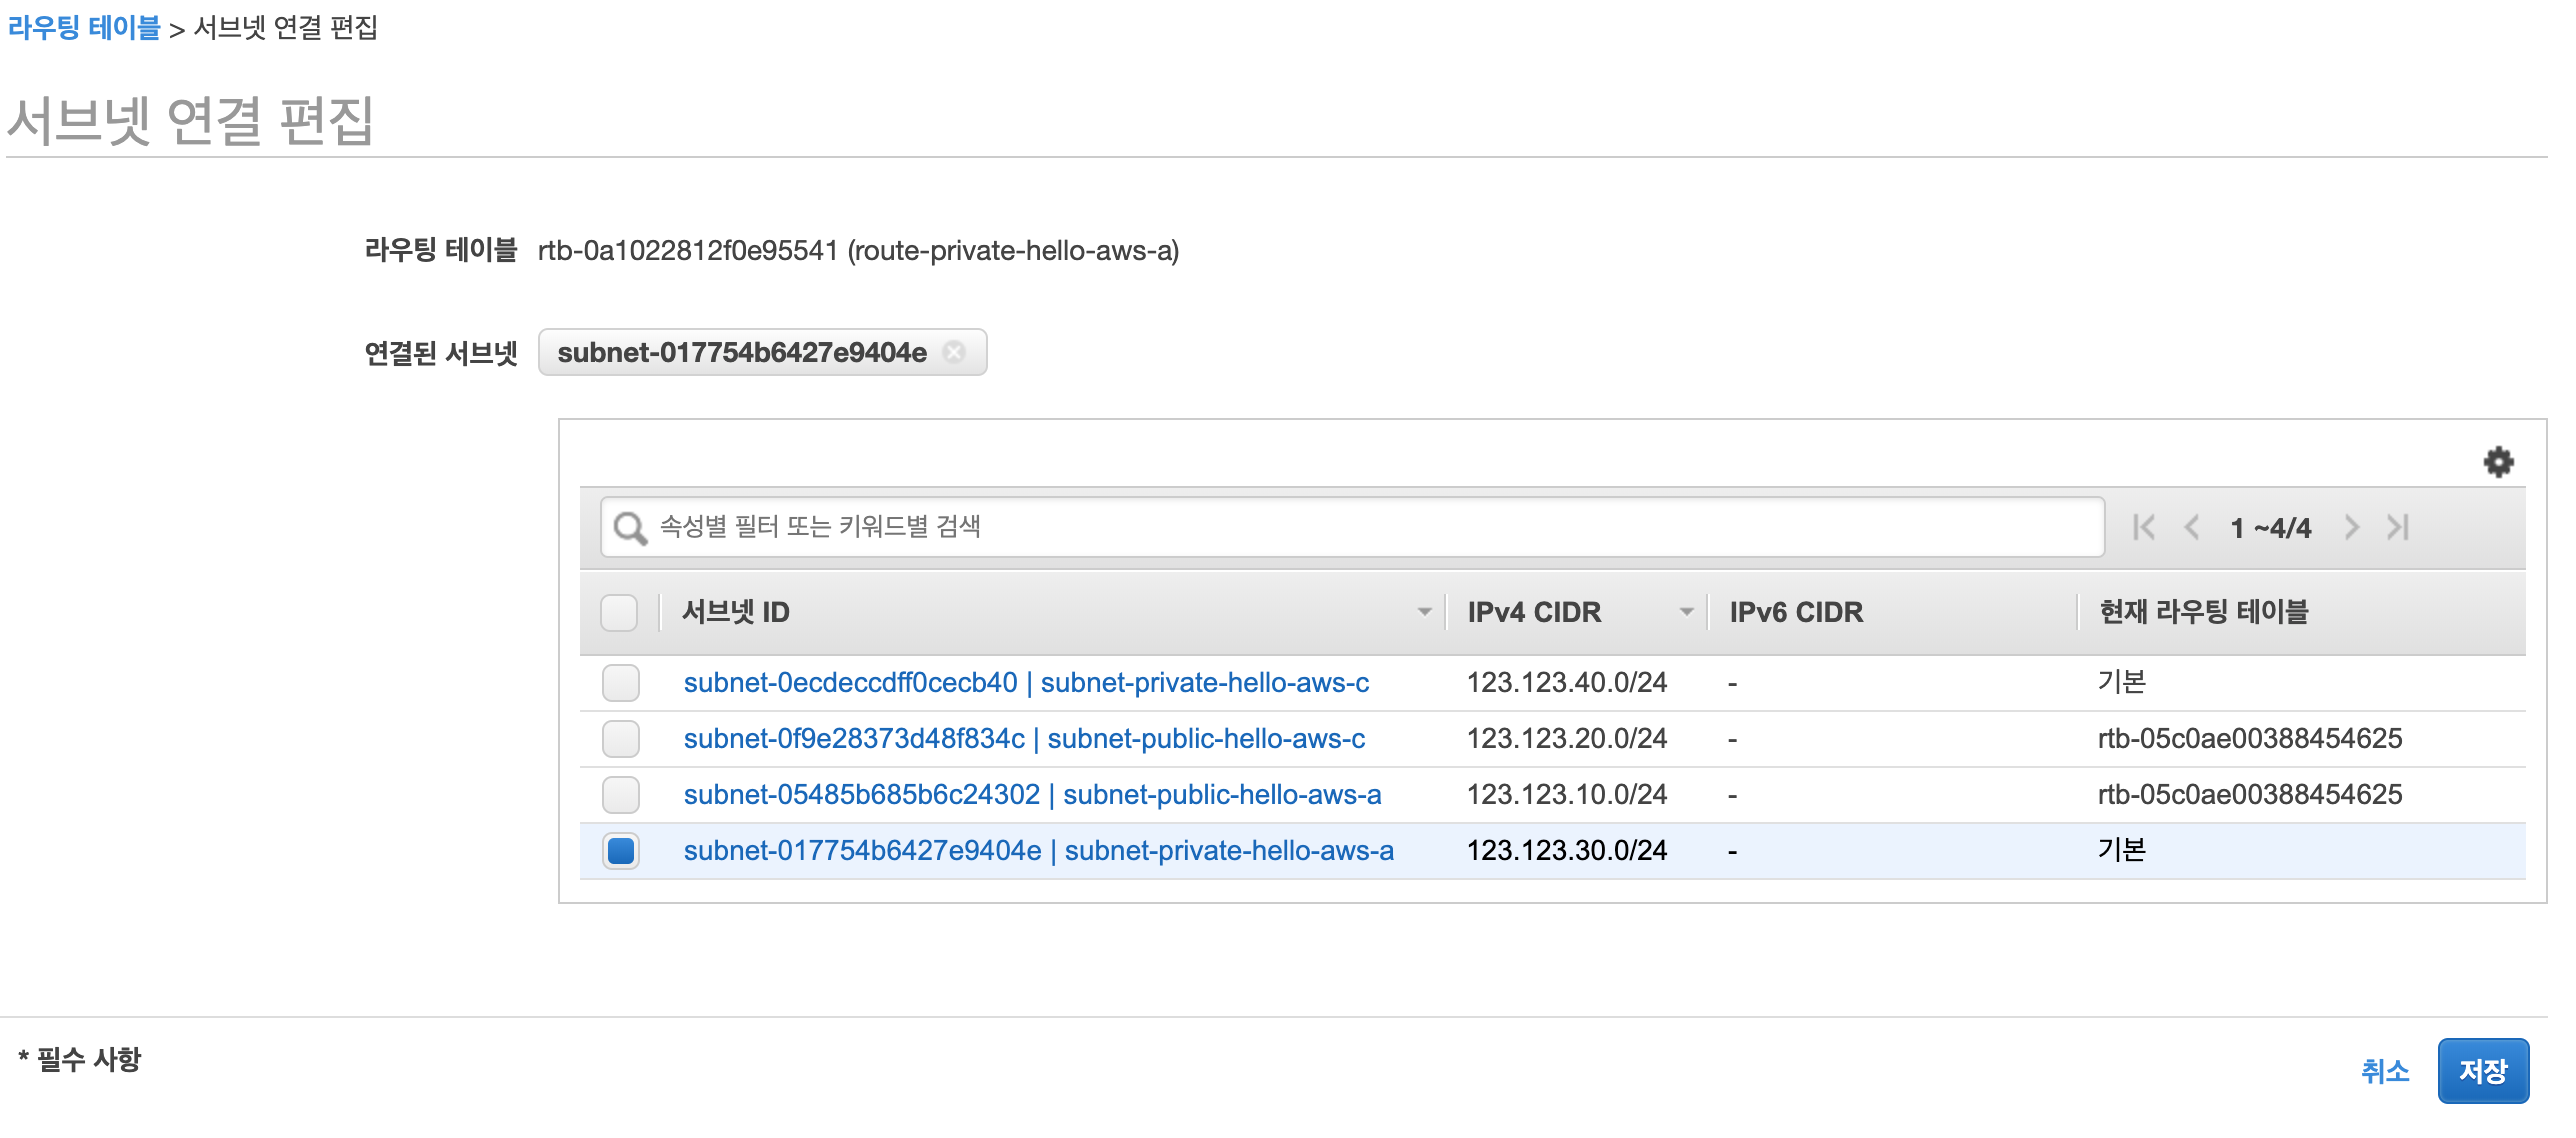 라우팅 테이블 > 서브넷 연결 편집
서브넷 연결 편집
라우팅 테이블 rtb-0a1022812f0e95541 (route-private-hello-aws-a)
연결된 서브넷 subnet-017754b6427e9404e
속성별 필터 또는 키워드별 검색 1 ~4/4
서브넷 ID IPv4 CIDR IPv6 CIDR 현재 라우팅 테이블
subnet-0ecdeccdff0cecb40 | subnet-private-hello-aws-c 123.123.40.0/24 - 기본
subnet-0f9e28373d48f834c | subnet-public-hello-aws-c 123.123.20.0/24 - rtb-05c0ae00388454625
subnet-05485b685b6c24302 | subnet-public-hello-aws-a 123.123.10.0/24 - rtb-05c0ae00388454625
subnet-017754b6427e9404e | subnet-private-hello-aws-a 123.123.30.0/24 - 기본
* 필수 사항
취소 저장